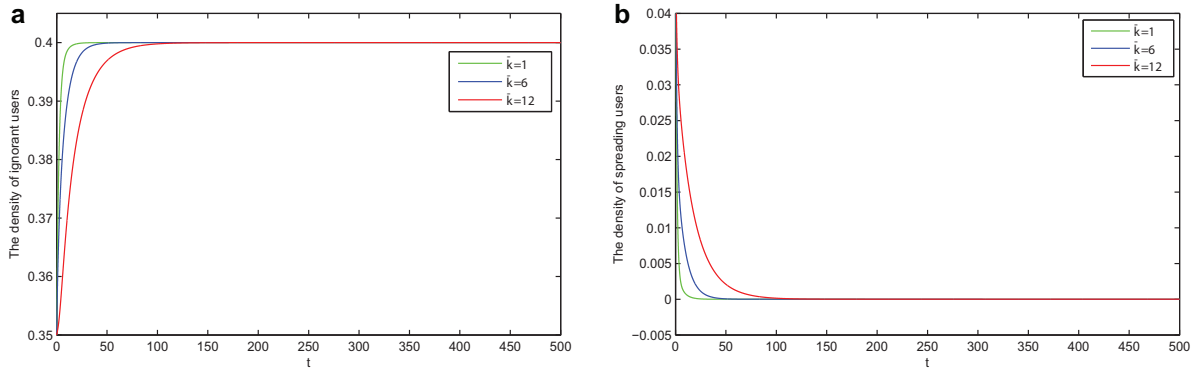 a
The density of ignorant users
0.4
0.39
0.38
0.37
0.36
0.35
0 50 100 150 200 250 300 350 400 450 500
t
k̄=1
k̄=6
k̄=12
b
The density of spreading users
0.04
0.035
0.03
0.025
0.02
0.015
0.01
0.005
0
−0.005
0 50 100 150 200 250 300 350 400 450 500
t
k̄=1
k̄=6
k̄=12